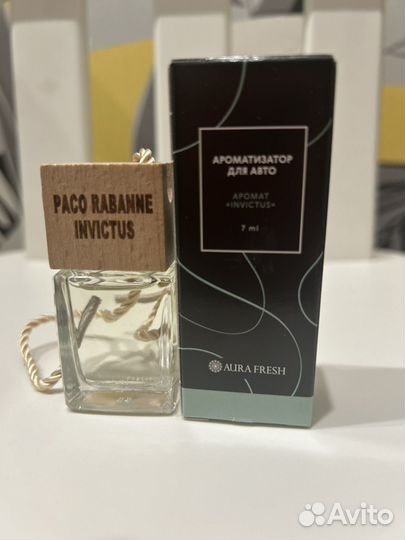 PACO RABANNE
INVICTUS
АРОМАТИЗАТОР
ДЛЯ АВТО
АРОМАТ
«INVICTUS»
7 ml
AURA FRESH
Avito